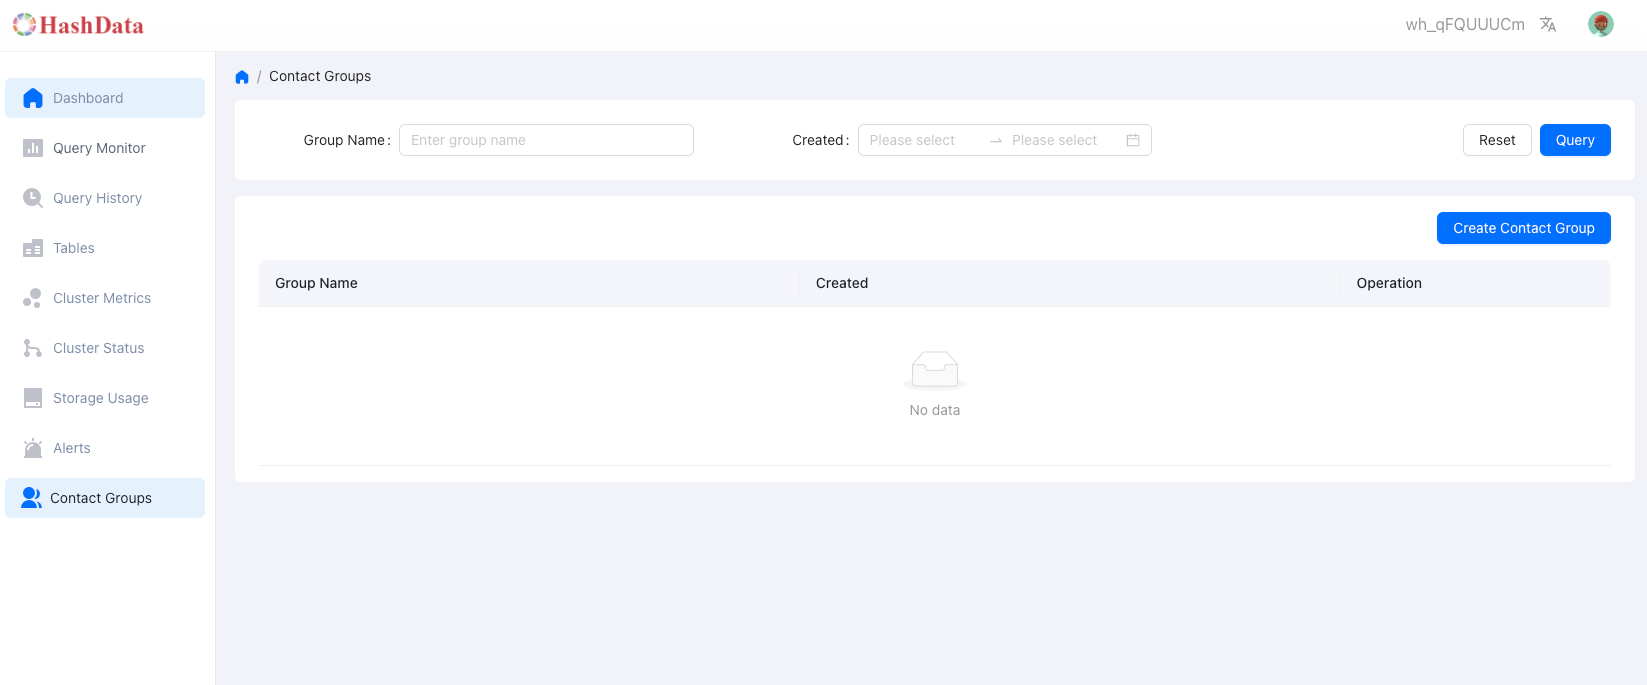 HashData
wh_qFQUUUCm
Dashboard
Query Monitor
Query History
Tables
Cluster Metrics
Cluster Status
Storage Usage
Alerts
Contact Groups
/ Contact Groups
Group Name: Enter group name
Created: Please select → Please select
Reset
Query
Create Contact Group
Group Name Created Operation
No data